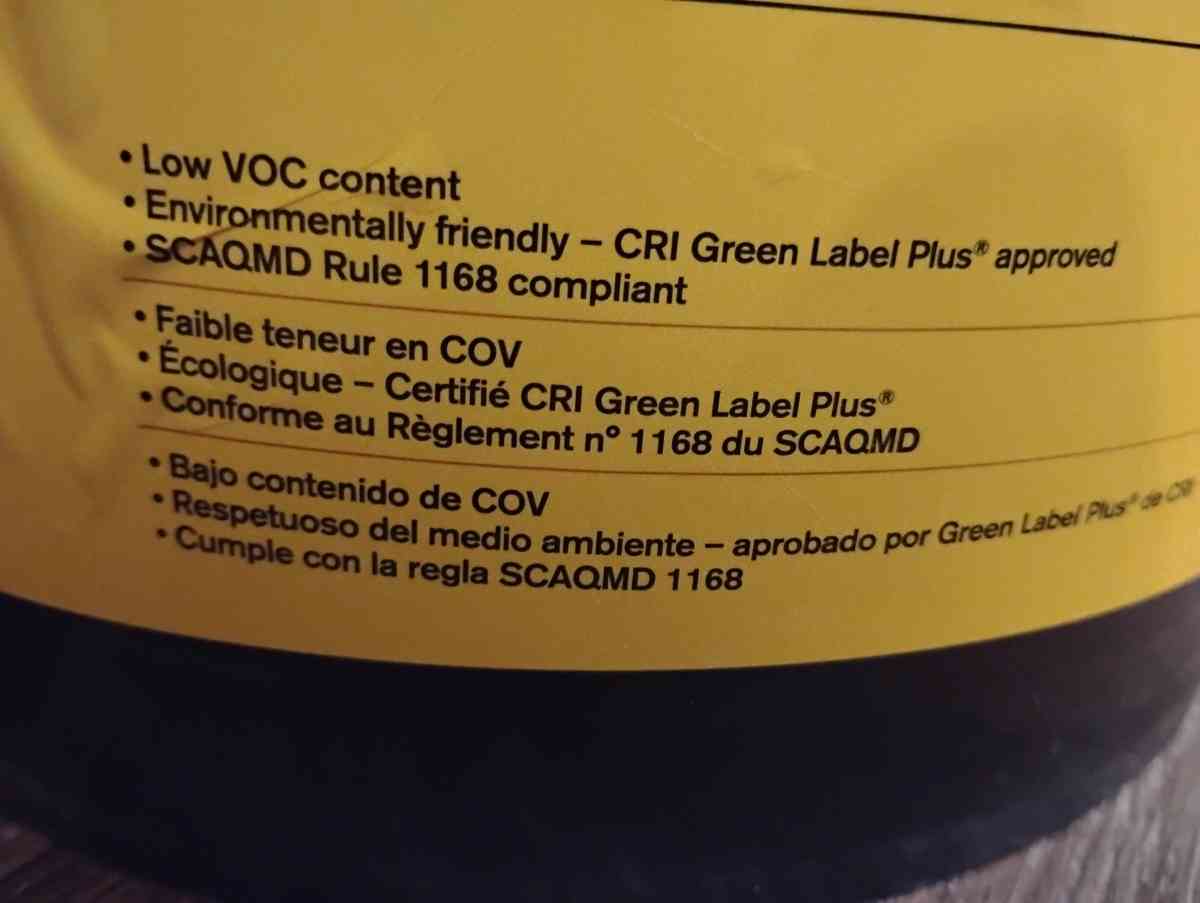 • Low VOC content
• Environmentally friendly – CRI Green Label Plus® approved
• SCAQMD Rule 1168 compliant
• Faible teneur en COV
• Écologique – Certifié CRI Green Label Plus®
• Conforme au Règlement n° 1168 du SCAQMD
• Bajo contenido de COV
• Respetuoso del medio ambiente – aprobado por Green Label Plus® de CRI
• Cumple con la regla SCAQMD 1168